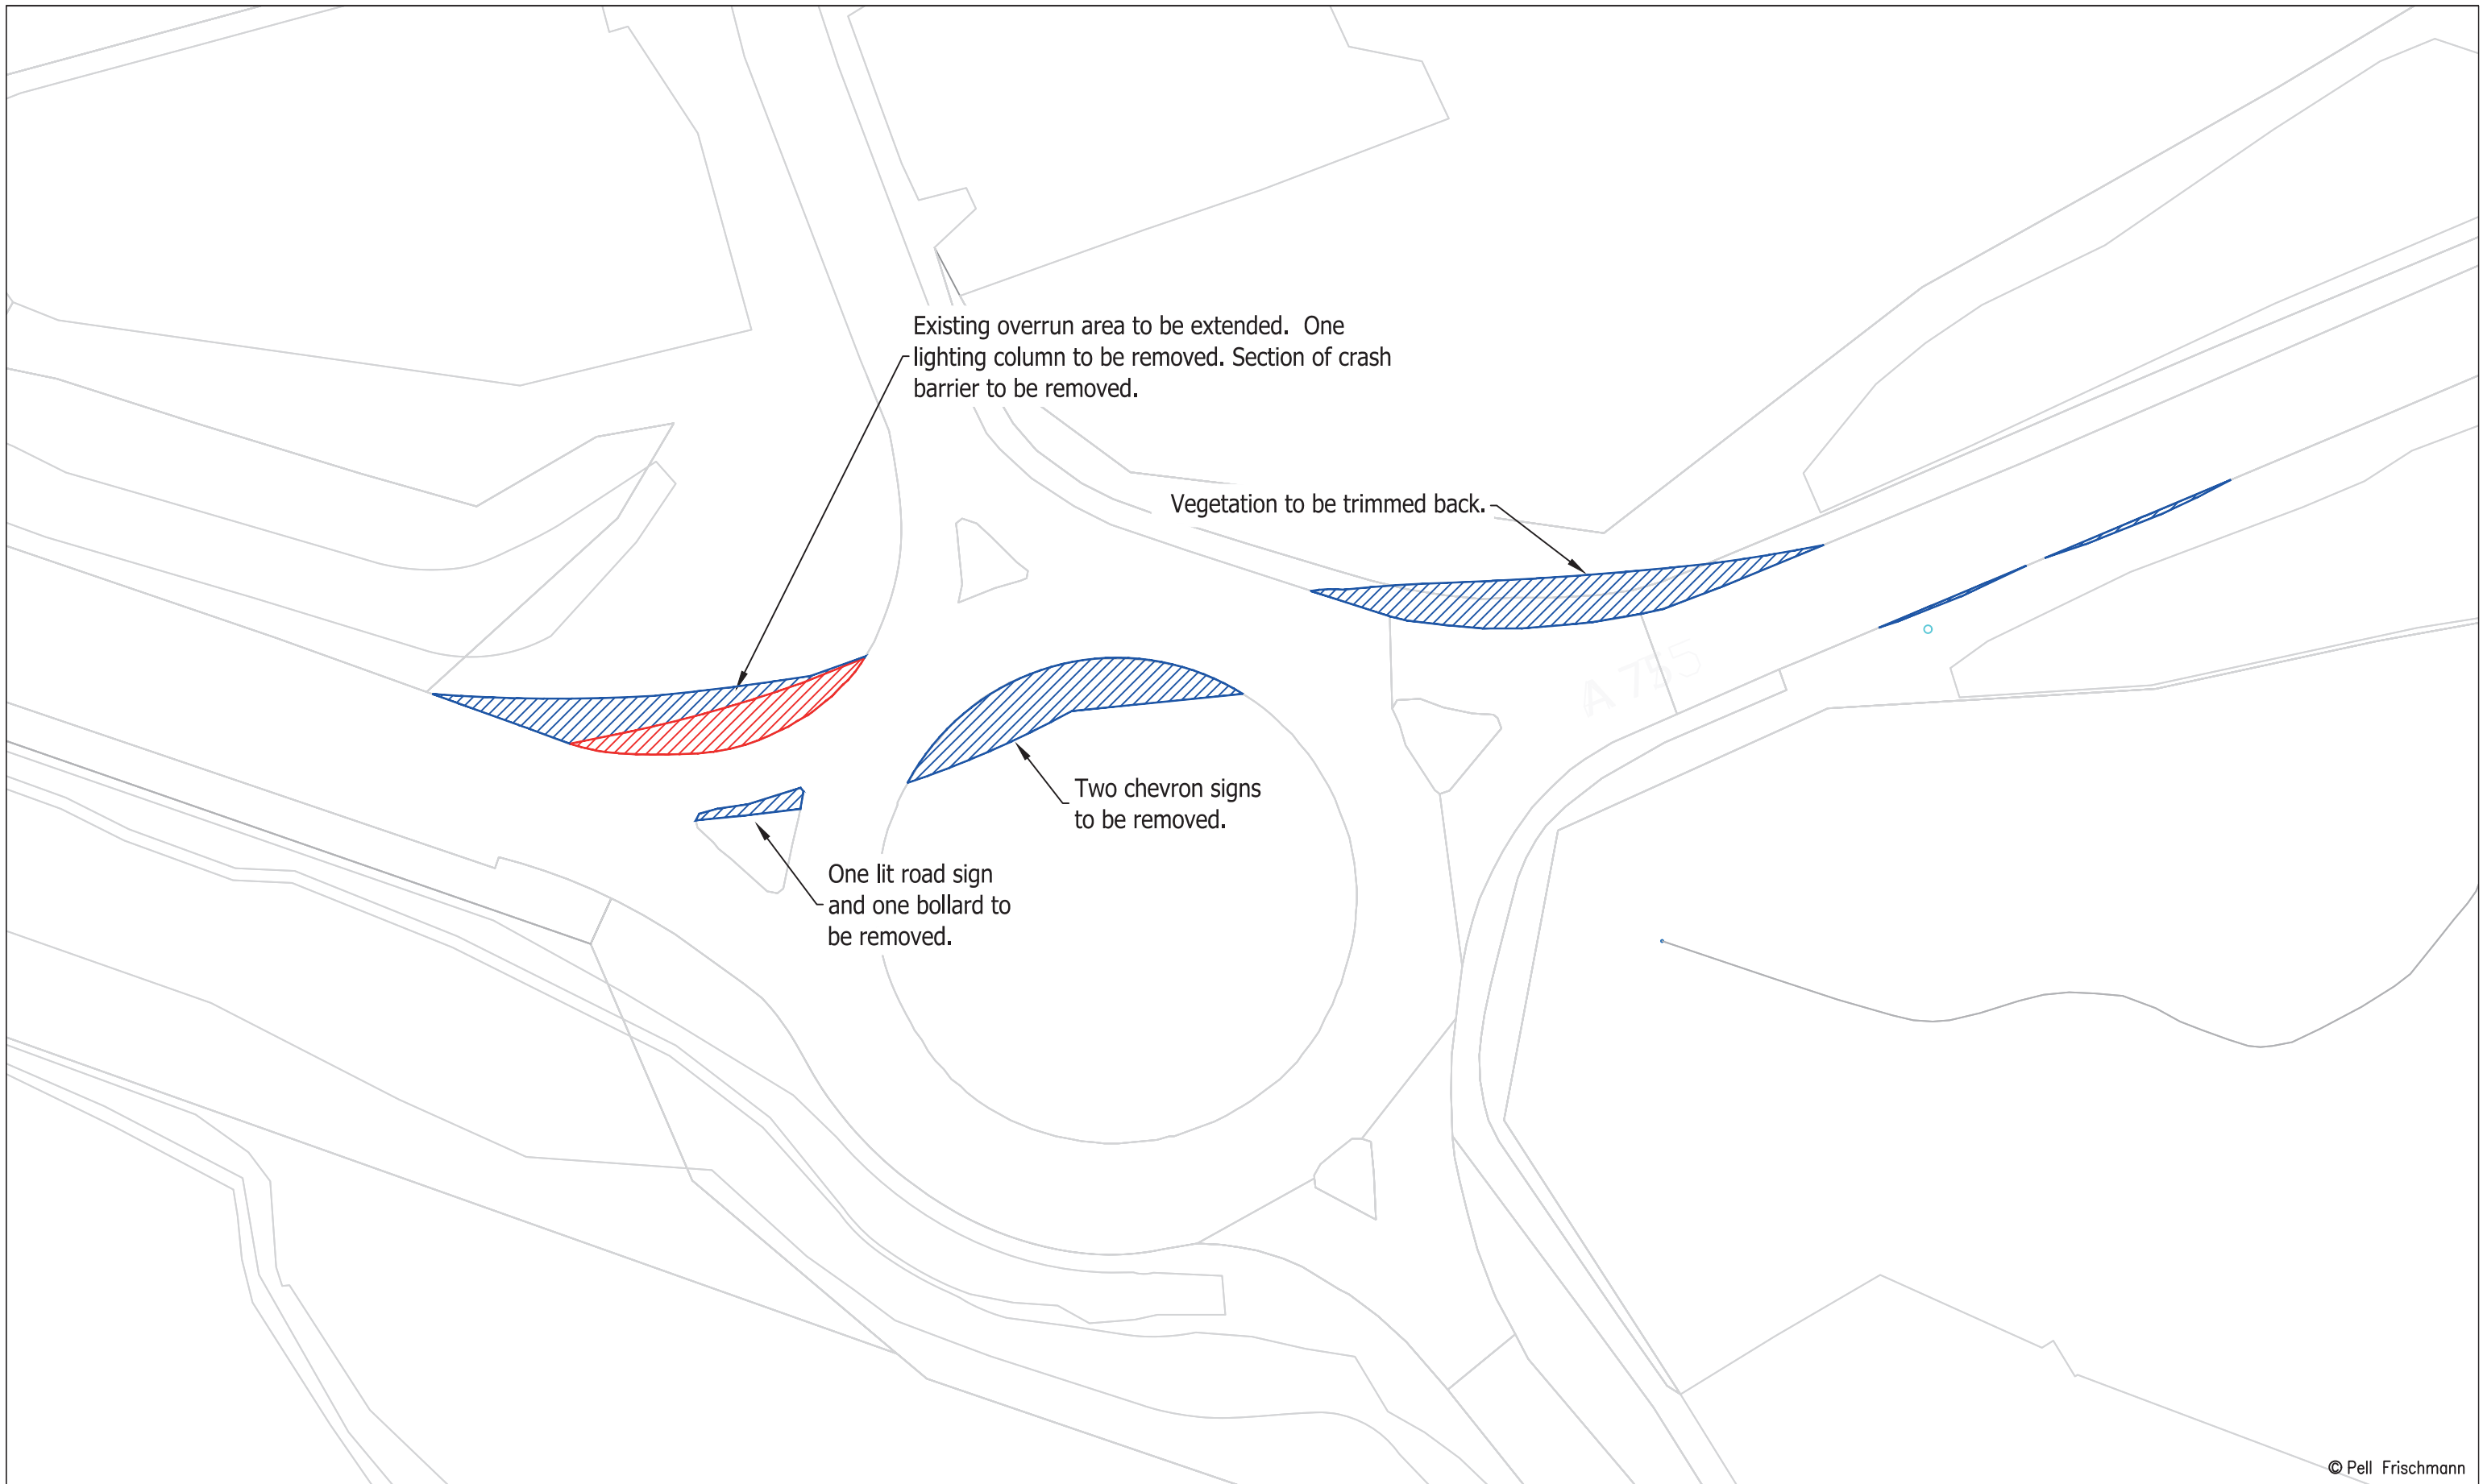 Existing overrun area to be extended. One
lighting column to be removed. Section of crash
barrier to be removed.
Vegetation to be trimmed back.
A 785
Two chevron signs
to be removed.
One lit road sign
and one bollard to
be removed.
© Pell Frischmann